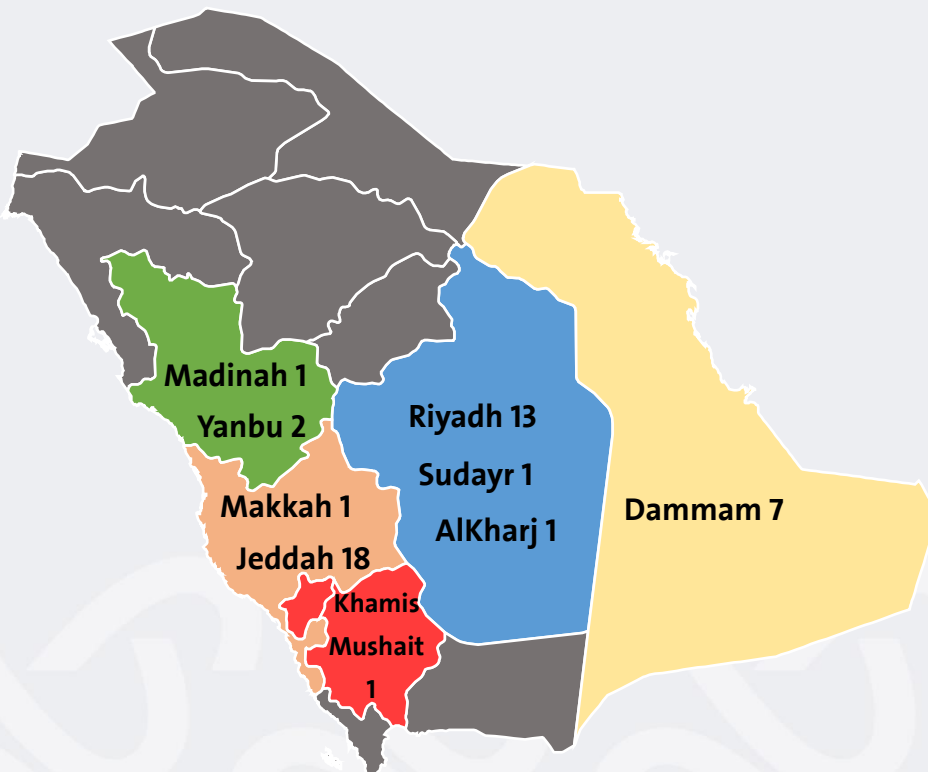 Madinah 1
Yanbu 2
Riyadh 13
Sudayr 1
AlKharj 1
Makkah 1
Jeddah 18
Dammam 7
Khamis
Mushait
1